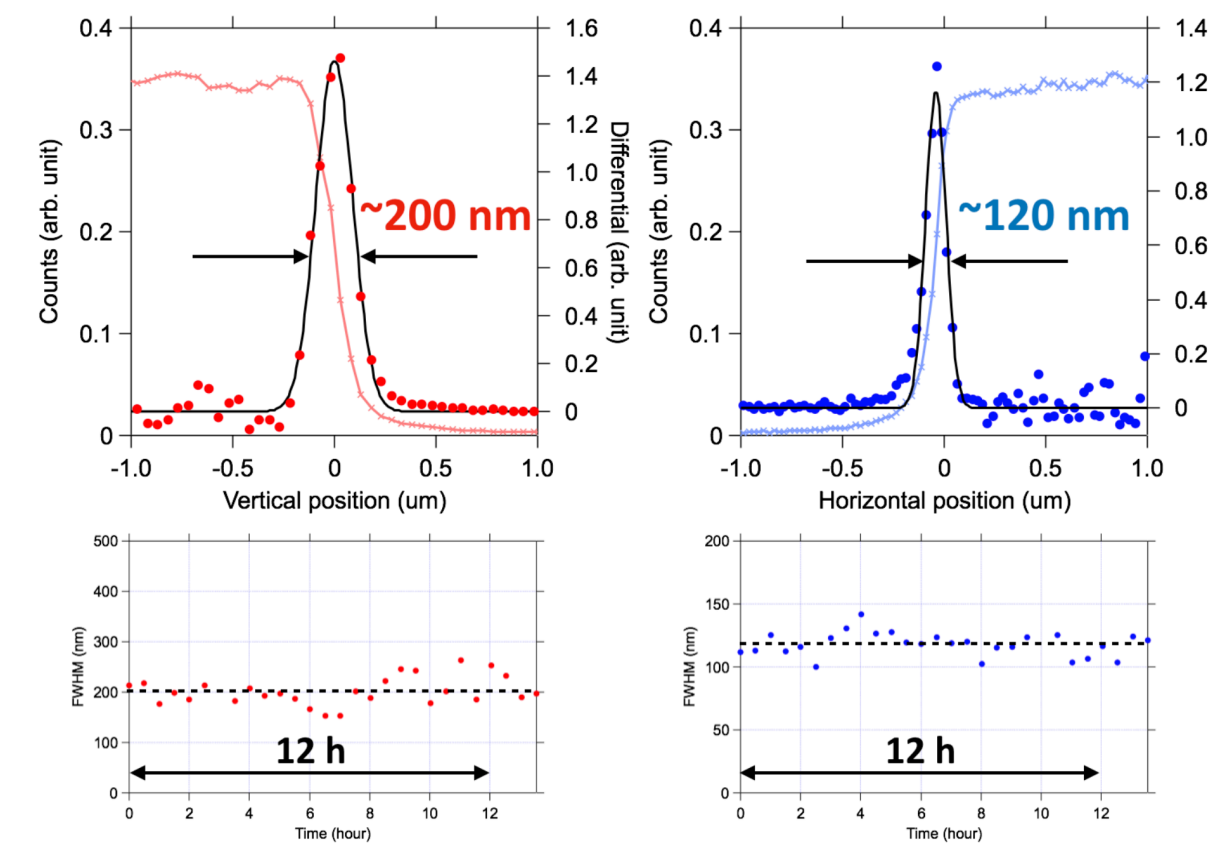 0.4
0.3
0.2
0.1
0
Counts (arb. unit)
1.6
1.4
1.2
1.0
0.8
0.6
0.4
0.2
0
Differential (arb. unit)
~200 nm
-1.0 -0.5 0 0.5 1.0
Vertical position (um)
0.4
0.3
0.2
0.1
0
Counts (arb. unit)
1.4
1.2
1.0
0.8
0.6
0.4
0.2
0
~120 nm
-1.0 -0.5 0 0.5 1.0
Horizontal position (um)
500
400
300
200
100
0
FWHM (nm)
12 h
0 2 4 6 8 10 12
Time (hour)
200
150
100
50
0
FWHM (nm)
12 h
0 2 4 6 8 10 12
Time (hour)